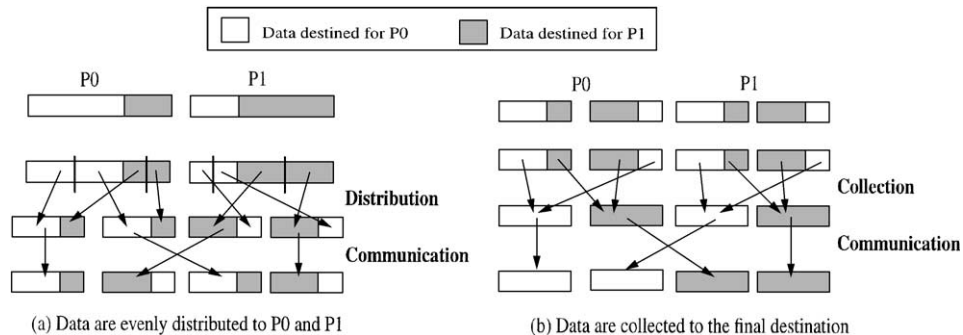 Data destined for P0 Data destined for P1
P0 P1
Distribution
Communication
(a) Data are evenly distributed to P0 and P1
P0 P1
Collection
Communication
(b) Data are collected to the final destination